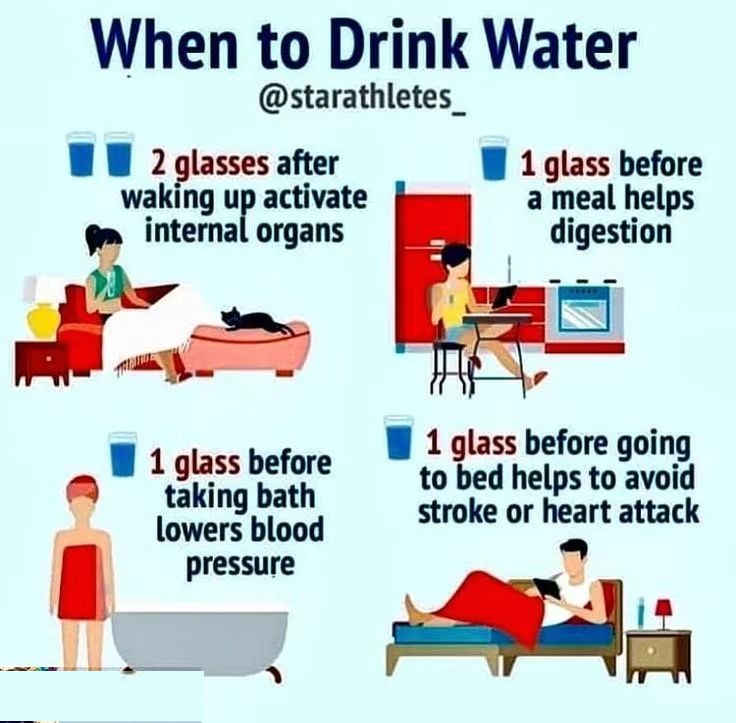 When to Drink Water
@starathletes_
2 glasses after
waking up activate
internal organs
1 glass before
a meal helps
digestion
1 glass before
taking bath
lowers blood
pressure
1 glass before going
to bed helps to avoid
stroke or heart attack